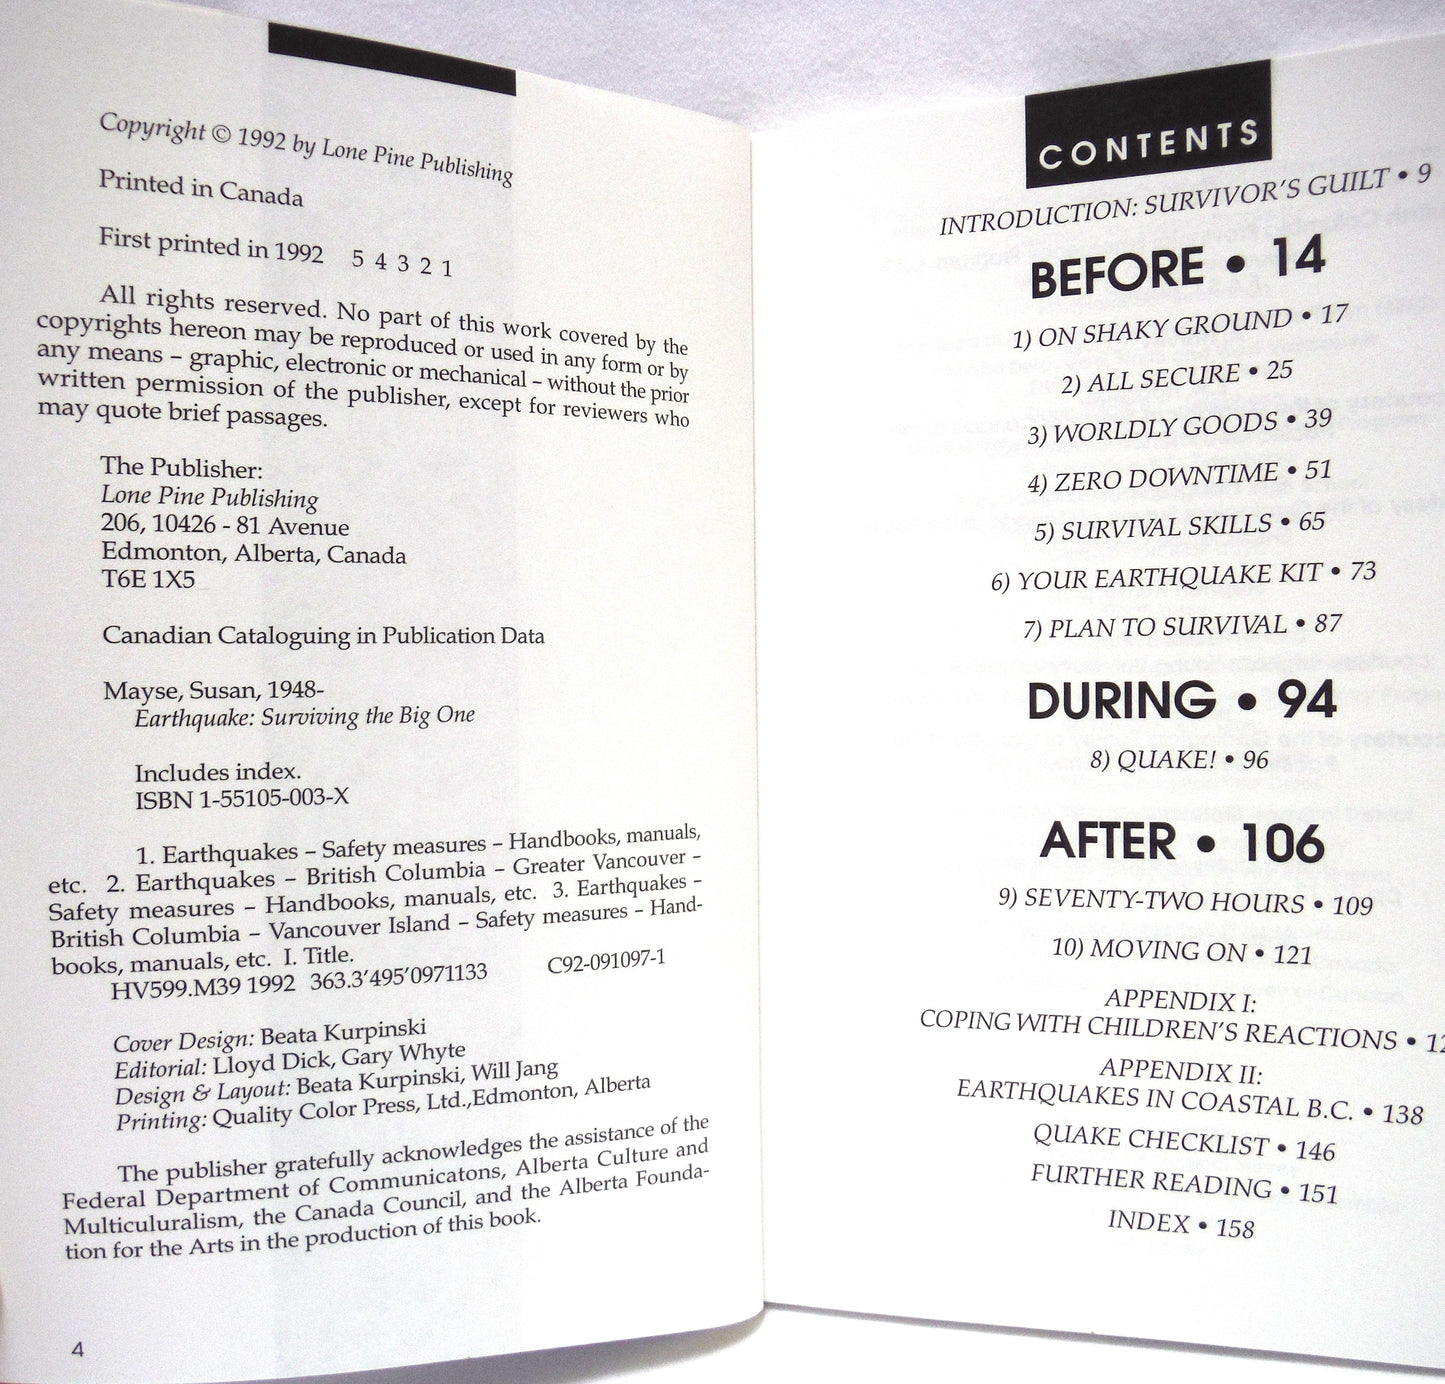 Copyright © 1992 by Lone Pine Publishing
Printed in Canada
First printed in 1992    5 4 3 2 1
All rights reserved. No part of this work covered by the
copyrights hereon may be reproduced or used in any form or by
any means – graphic, electronic or mechanical – without the prior
written permission of the publisher, except for reviewers who
may quote brief passages.
The Publisher:
Lone Pine Publishing
206, 10426 - 81 Avenue
Edmonton, Alberta, Canada
T6E 1X5
Canadian Cataloguing in Publication Data
Mayse, Susan, 1948-
Earthquake: Surviving the Big One
Includes index.
ISBN 1-55105-003-X
1. Earthquakes – Safety measures – Handbooks, manuals,
etc. 2. Earthquakes – British Columbia – Greater Vancouver –
Safety measures – Handbooks, manuals, etc. 3. Earthquakes –
British Columbia – Vancouver Island – Safety measures – Hand-
books, manuals, etc. I. Title.
HV599.M39 1992 363.3’495’0971133 C92-091097-1
Cover Design: Beata Kurpinski
Editorial: Lloyd Dick, Gary Whyte
Design & Layout: Beata Kurpinski, Will Jang
Printing: Quality Color Press, Ltd.,Edmonton, Alberta
The publisher gratefully acknowledges the assistance of the
Federal Department of Communicatons, Alberta Culture and
Multiculuralism, the Canada Council, and the Alberta Founda-
tion for the Arts in the production of this book.
4
CONTENTS
INTRODUCTION: SURVIVOR’S GUILT • 9
BEFORE • 14
1) ON SHAKY GROUND • 17
2) ALL SECURE • 25
3) WORLDLY GOODS • 39
4) ZERO DOWNTIME • 51
5) SURVIVAL SKILLS • 65
6) YOUR EARTHQUAKE KIT • 73
7) PLAN TO SURVIVAL • 87
DURING • 94
8) QUAKE! • 96
AFTER • 106
9) SEVENTY-TWO HOURS • 109
10) MOVING ON • 121
APPENDIX I:
COPING WITH CHILDREN’S REACTIONS •
APPENDIX II:
EARTHQUAKES IN COASTAL B.C. • 138
QUAKE CHECKLIST • 146
FURTHER READING • 151
INDEX • 158